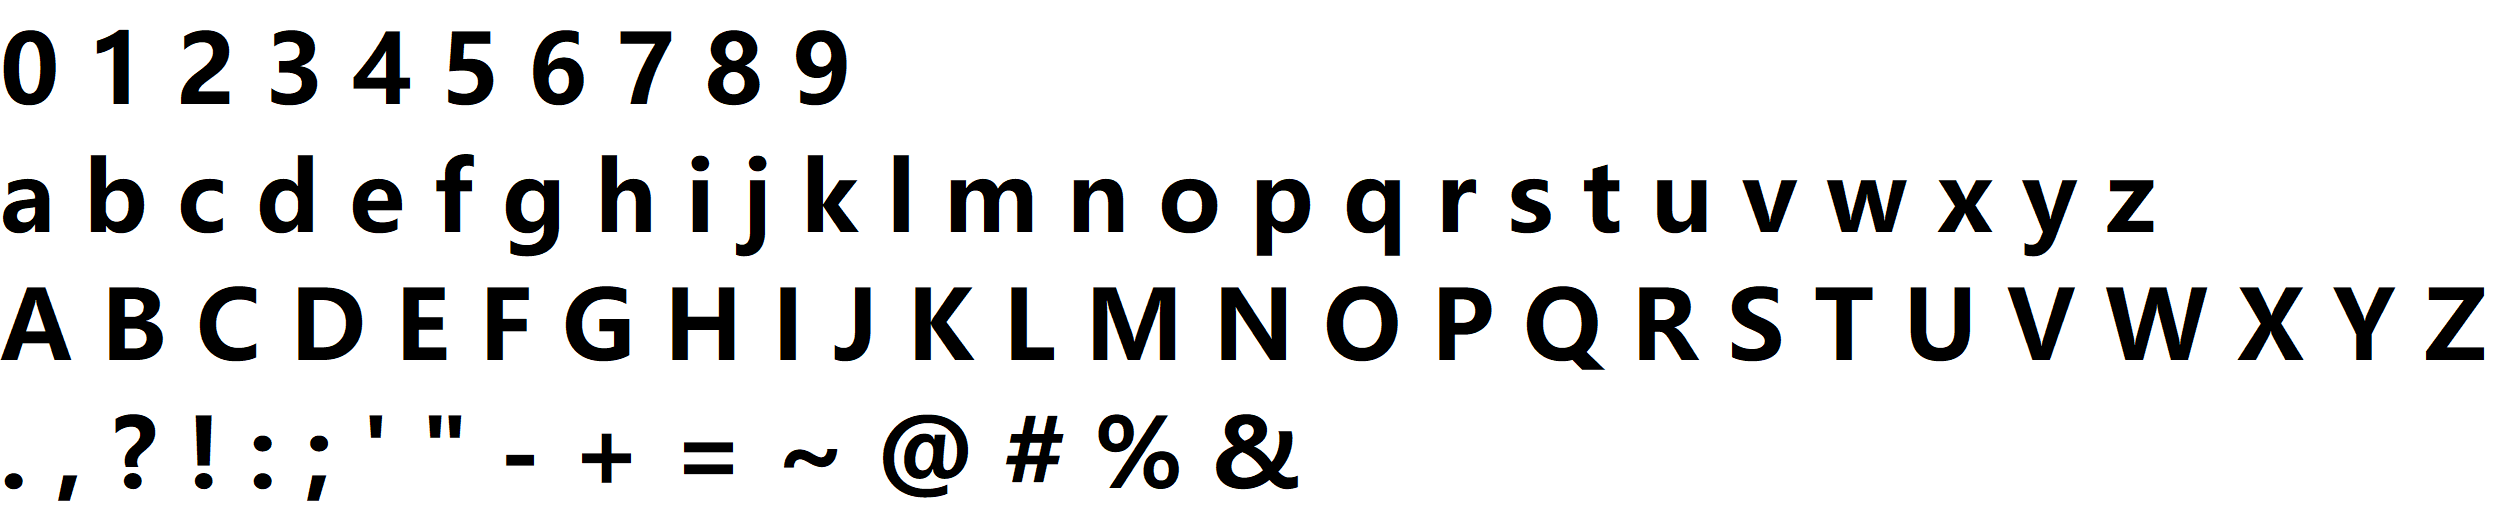 0 1 2 3 4 5 6 7 8 9
a b c d e f g h i j k l m n o p q r s t u v w x y z
A B C D E F G H I J K L M N O P Q R S T U V W X Y Z
. , ? ! : ; ' " - + = ~ @ # % &